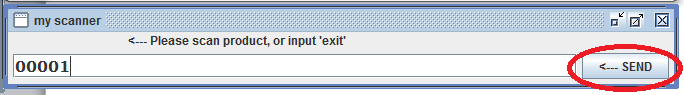 my scanner
<--- Please scan product, or input 'exit'
00001
<--- SEND